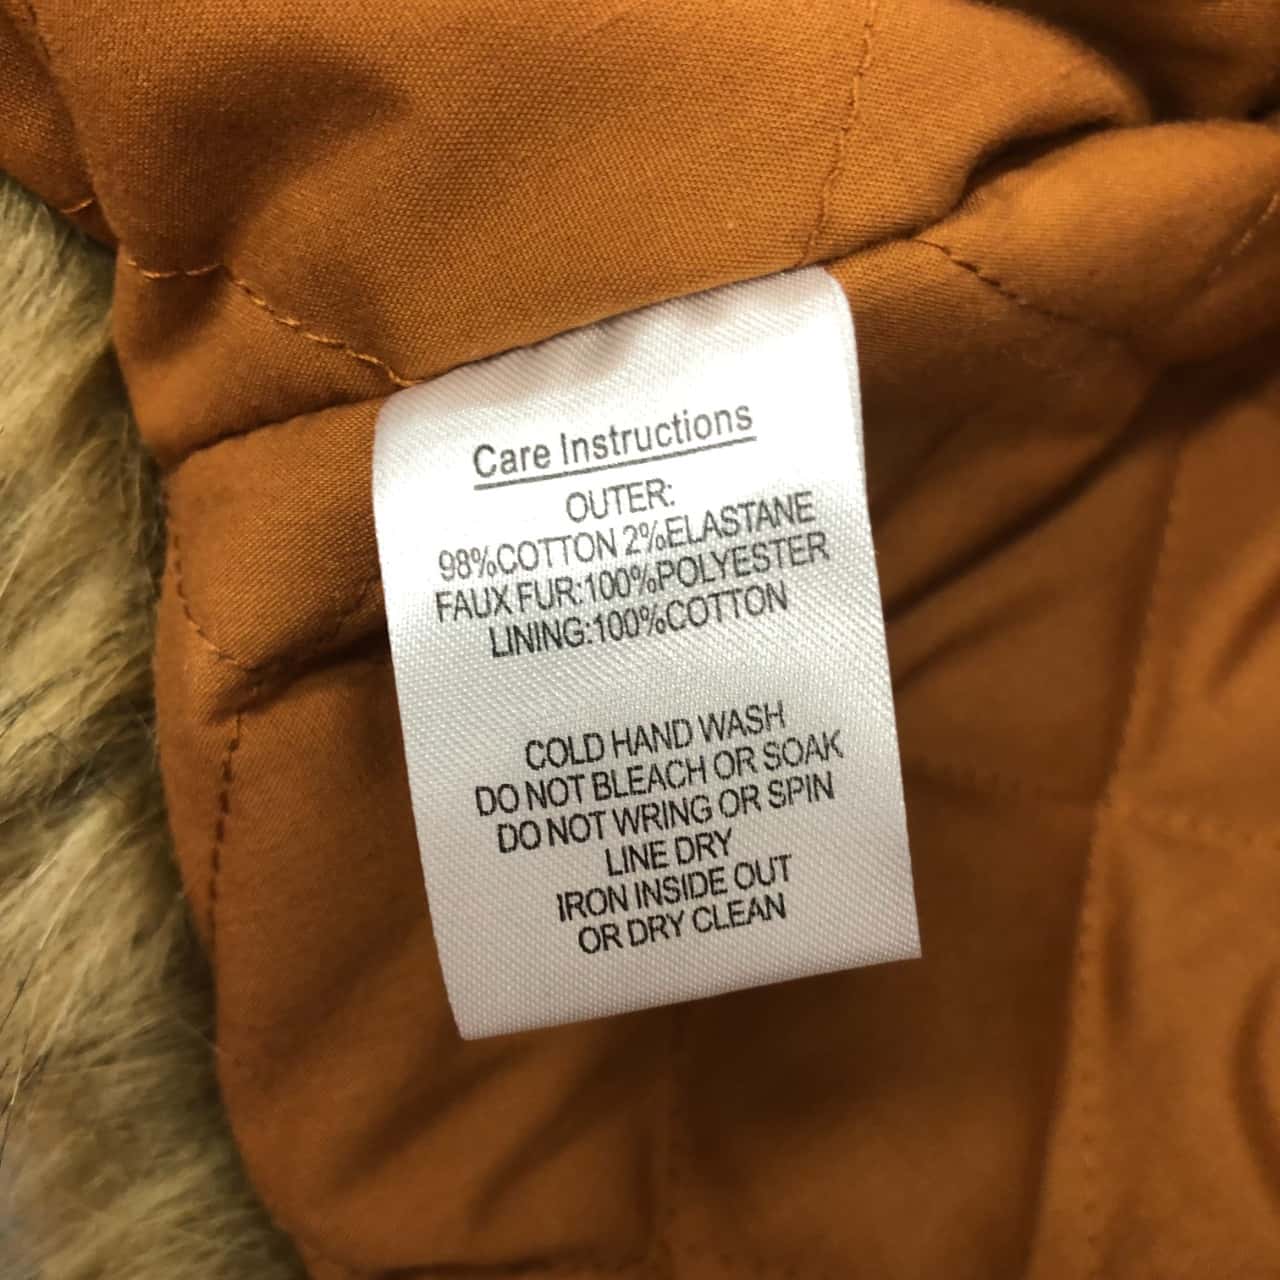 Care Instructions
OUTER:
98%COTTON 2%ELASTANE
FAUX FUR:100%POLYESTER
LINING:100%COTTON
COLD HAND WASH
DO NOT BLEACH OR SOAK
DO NOT WRING OR SPIN
LINE DRY
IRON INSIDE OUT
OR DRY CLEAN